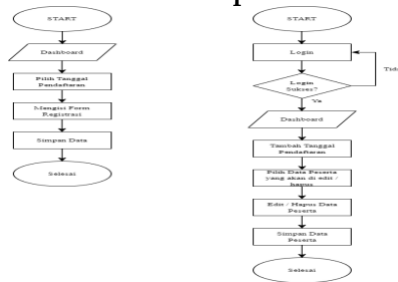 START
Dashboard
Pilih Tanggal
Pendaftaran
Mengisi Form
Registrasi
Simpan Data
Selesai
START
Login
Login
Sukses?
Tid
Ya
Dashboard
Tambah Tanggal
Pendaftaran
Pilih Data Peserta
yang akan di edit /
hapus
Edit / Hapus Data
Peserta
Simpan Data
Peserta
Selesai